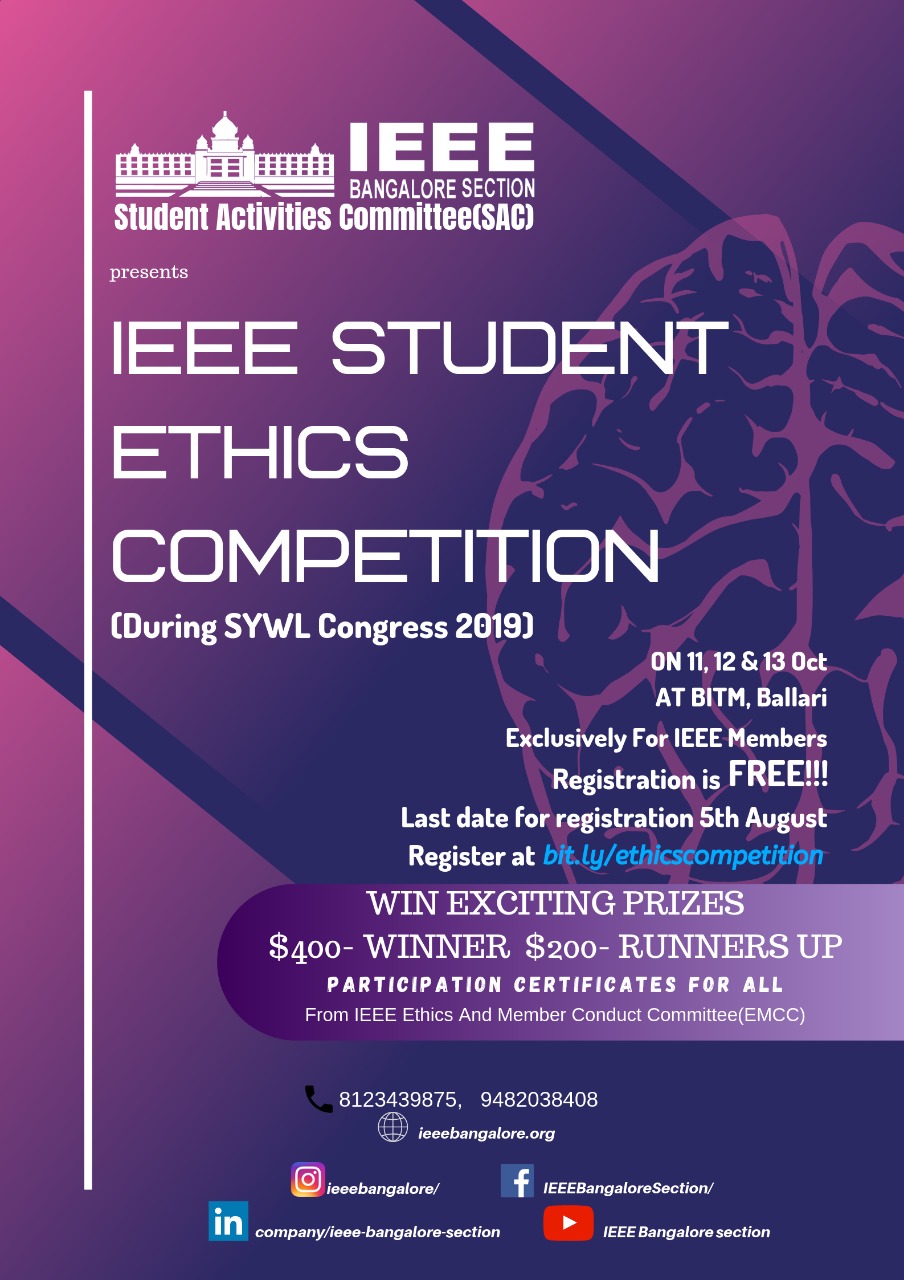 IEEE
BANGALORE SECTION
Student Activities Committee(SAC)
presents
IEEE STUDENT
ETHICS
COMPETITION
(During SYWL Congress 2019)
ON 11, 12 & 13 Oct
AT BITM, Ballari
Exclusively For IEEE Members
Registration is FREE!!!
Last date for registration 5th August
Register at bit.ly/ethicscompetition
WIN EXCITING PRIZES
$400- WINNER $200- RUNNERS UP
PARTICIPATION CERTIFICATES FOR ALL
From IEEE Ethics And Member Conduct Committee(EMCC)
8123439875, 9482038408
ieeebangalore.org
ieeebangalore/ IEEEBangaloreSection/
in company/ieee-bangalore-section IEEE Bangalore section